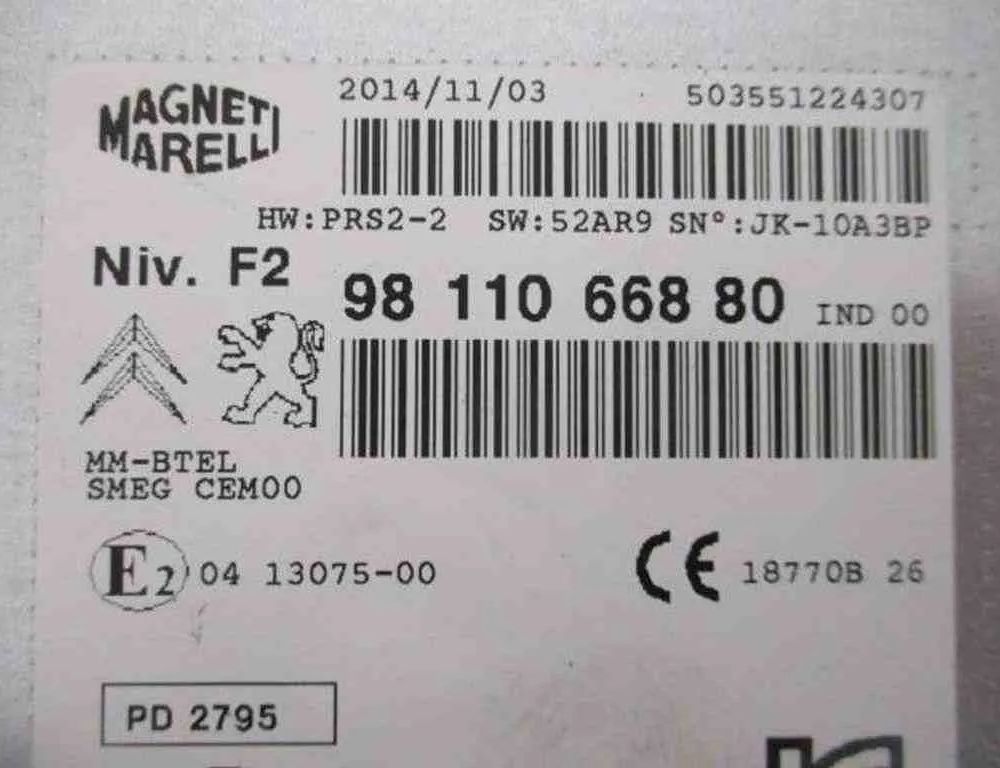 MAGNETI
MARELLI
2014/11/03 503551224307
HW:PRS2-2 SW:52AR9 SN°:JK-10A3BP
Niv. F2
98 110 668 80 IND 00
MM-BTEL
SMEG CEM00
E2 04 13075-00
CE 18770B 26
PD 2795